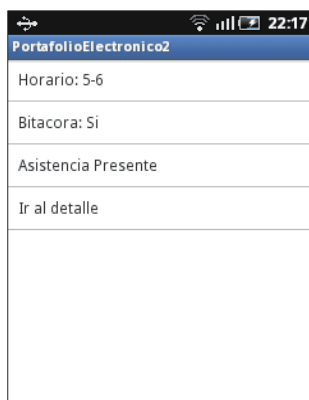 22:17
PortafolioElectronico2
Horario: 5-6
Bitacora: Si
Asistencia Presente
Ir al detalle